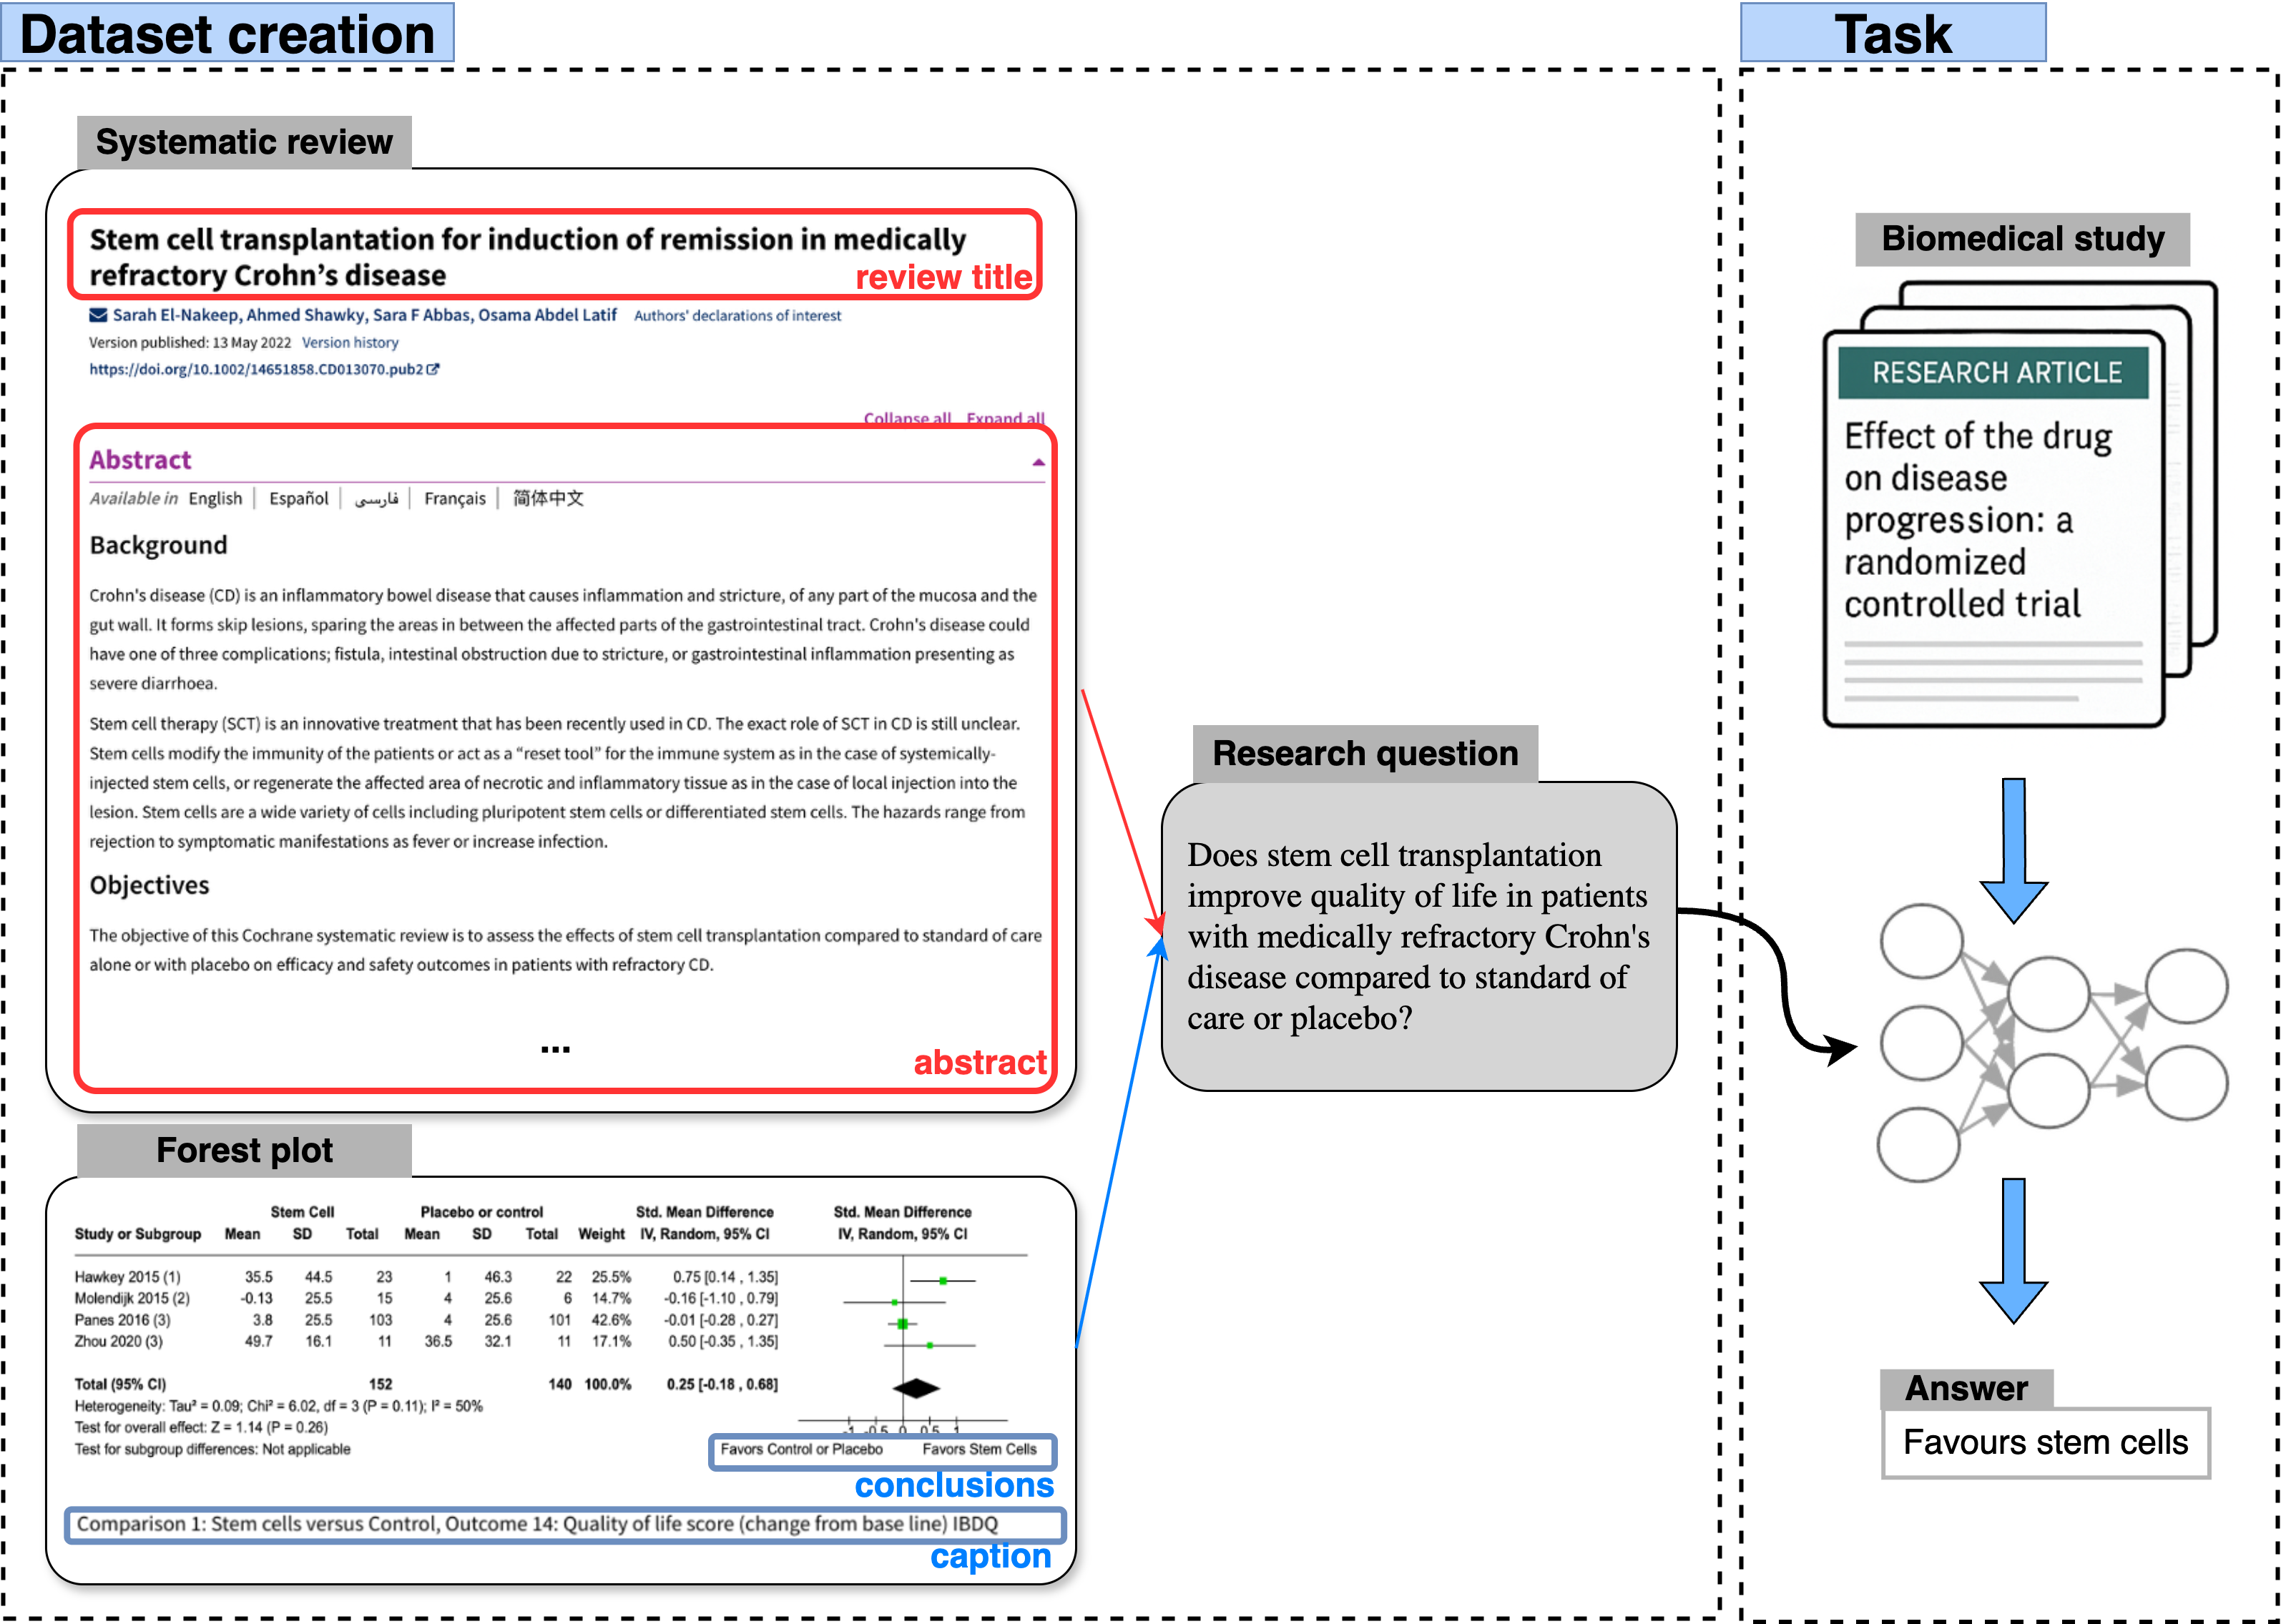 Dataset creation
Systematic review
Stem cell transplantation for induction of remission in medically
refractory Crohn’s disease
review title
Sarah El-Nakeep, Ahmed Shawky, Sara F Abbas, Osama Abdel Latif Authors' declarations of interest
Version published: 13 May 2022 Version history
https://doi.org/10.1002/14651858.CD013070.pub2
Collapse all Expand all
Abstract
Available in English | Español | فارسی | Français | 简体中文
Background
Crohn's disease (CD) is an inflammatory bowel disease that causes inflammation and stricture, of any part of the mucosa and the
gut wall. It forms skip lesions, sparing the areas in between the affected parts of the gastrointestinal tract. Crohn's disease could
have one of three complications; fistula, intestinal obstruction due to stricture, or gastrointestinal inflammation presenting as
severe diarrhoea.
Stem cell therapy (SCT) is an innovative treatment that has been recently used in CD. The exact role of SCT in CD is still unclear.
Stem cells modify the immunity of the patients or act as a “reset tool” for the immune system as in the case of systemically-
injected stem cells, or regenerate the affected area of necrotic and inflammatory tissue as in the case of local injection into the
lesion. Stem cells are a wide variety of cells including pluripotent stem cells or differentiated stem cells. The hazards range from
rejection to symptomatic manifestations as fever or increase infection.
Objectives
The objective of this Cochrane systematic review is to assess the effects of stem cell transplantation compared to standard of care
alone or with placebo on efficacy and safety outcomes in patients with refractory CD.
...
abstract
Forest plot
Stem Cell Placebo or control Std. Mean Difference Std. Mean Difference
Study or Subgroup Mean SD Total Mean SD Total Weight IV, Random, 95% CI IV, Random, 95% CI
Hawkey 2015 (1) 35.5 44.5 23 1 46.3 22 25.5% 0.75 [0.14 , 1.35]
Molendijk 2015 (2) -0.13 25.5 15 4 25.6 6 14.7% -0.16 [-1.10 , 0.79]
Panes 2016 (3) 3.8 25.5 103 4 25.6 101 42.6% -0.01 [-0.28 , 0.27]
Zhou 2020 (3) 49.7 16.1 11 36.5 32.1 11 17.1% 0.50 [-0.35 , 1.35]
Total (95% CI) 152 140 100.0% 0.25 [-0.18 , 0.68]
Heterogeneity: Tau² = 0.09; Chi² = 6.02, df = 3 (P = 0.11); I² = 50%
Test for overall effect: Z = 1.14 (P = 0.26)
Test for subgroup differences: Not applicable
-1 -0.5 0 0.5 1
Favors Control or Placebo Favors Stem Cells
conclusions
Comparison 1: Stem cells versus Control, Outcome 14: Quality of life score (change from base line) IBDQ
caption
Research question
Does stem cell transplantation
improve quality of life in patients
with medically refractory Crohn's
disease compared to standard of
care or placebo?
Task
Biomedical study
RESEARCH ARTICLE
Effect of the drug
on disease
progression: a
randomized
controlled trial
Answer
Favours stem cells